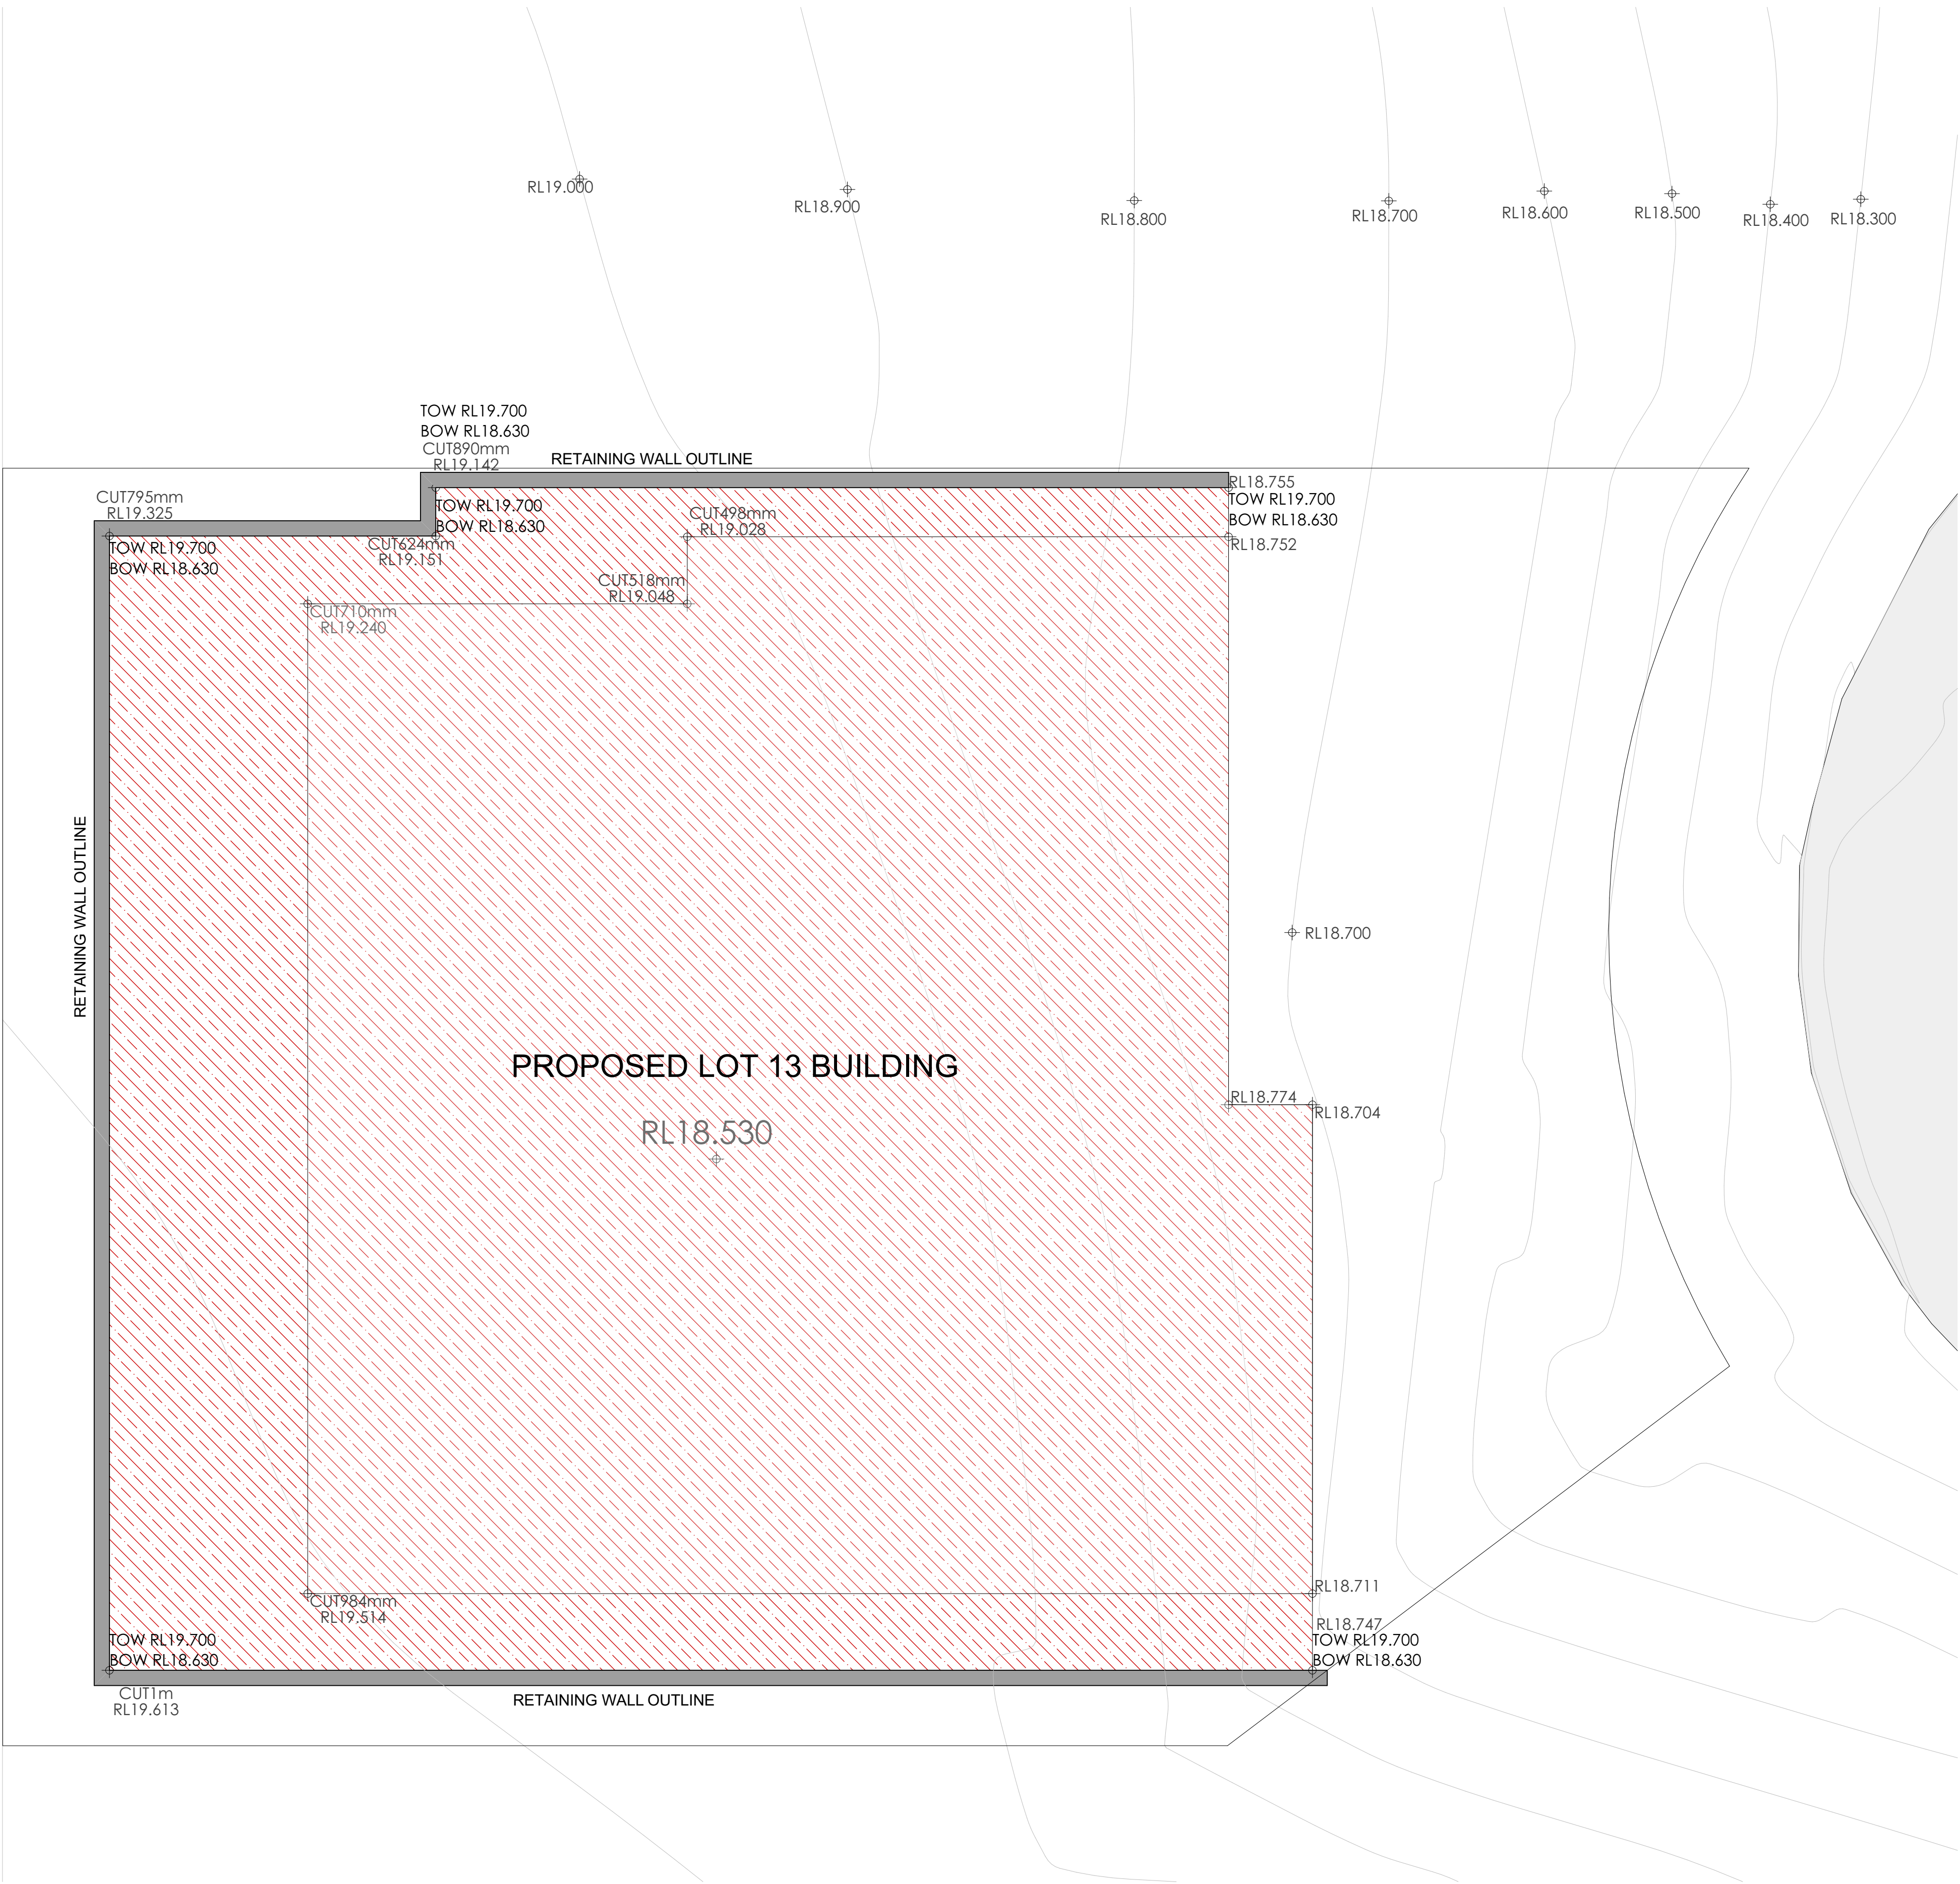 RL19.000
RL18.900
RL18.800
RL18.700
RL18.600
RL18.500
RL18.400
RL18.300
TOW RL19.700
BOW RL18.630
CUT890mm
RL19.142
RETAINING WALL OUTLINE
CUT795mm
RL19.325
TOW RL19.700
BOW RL18.630
TOW RL19.700
BOW RL18.630
CUT624mm
RL19.151
CUT498mm
RL19.028
RL18.755
TOW RL19.700
BOW RL18.630
RL18.752
CUT518mm
RL19.048
CUT710mm
RL19.240
RETAINING WALL OUTLINE
RL18.700
PROPOSED LOT 13 BUILDING
RL18.530
RL18.774
RL18.704
CUT984mm
RL19.514
RL18.711
RL18.747
TOW RL19.700
BOW RL18.630
TOW RL19.700
BOW RL18.630
CUT1m
RL19.613
RETAINING WALL OUTLINE